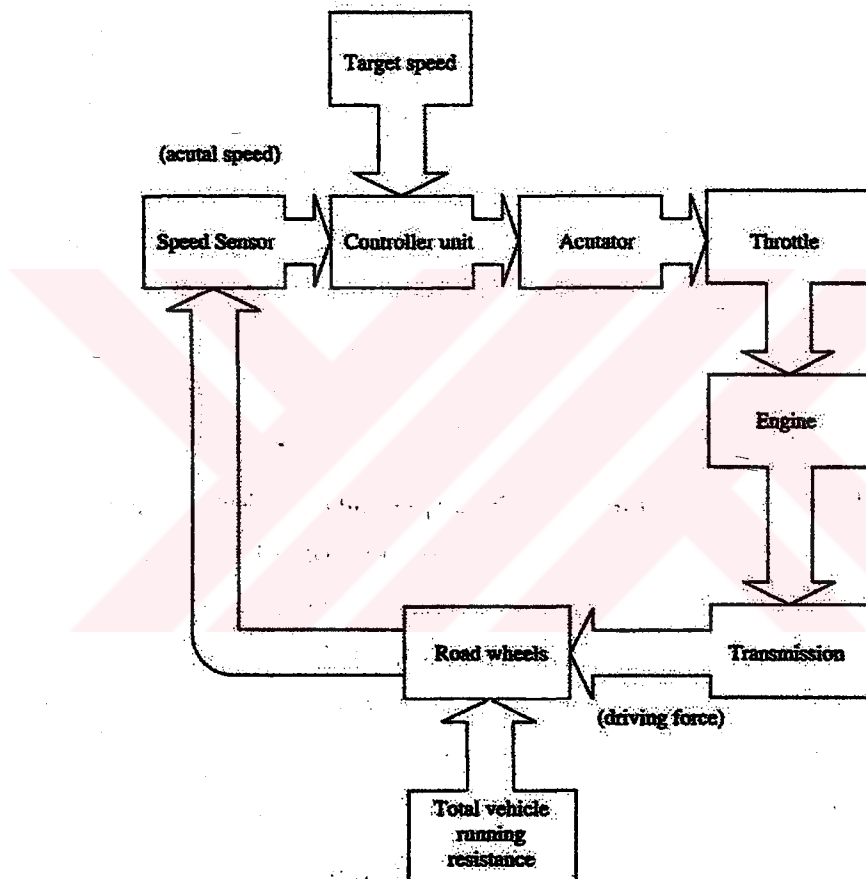 Target speed
(acutal speed)
Speed Sensor
Controller unit
Acutator
Throttle
Engine
Road wheels
Transmission
(driving force)
Total vehicle
running
resistance